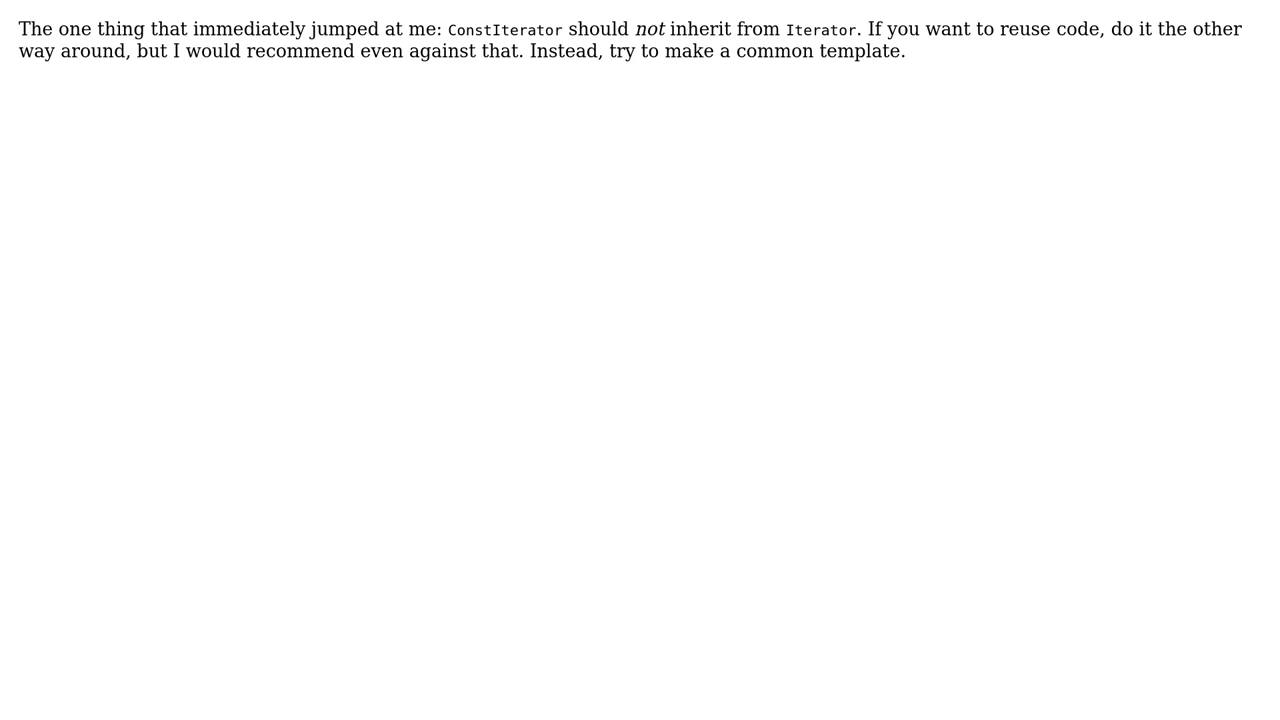 The one thing that immediately jumped at me: ConstIterator should not inherit from Iterator. If you want to reuse code, do it the other
way around, but I would recommend even against that. Instead, try to make a common template.